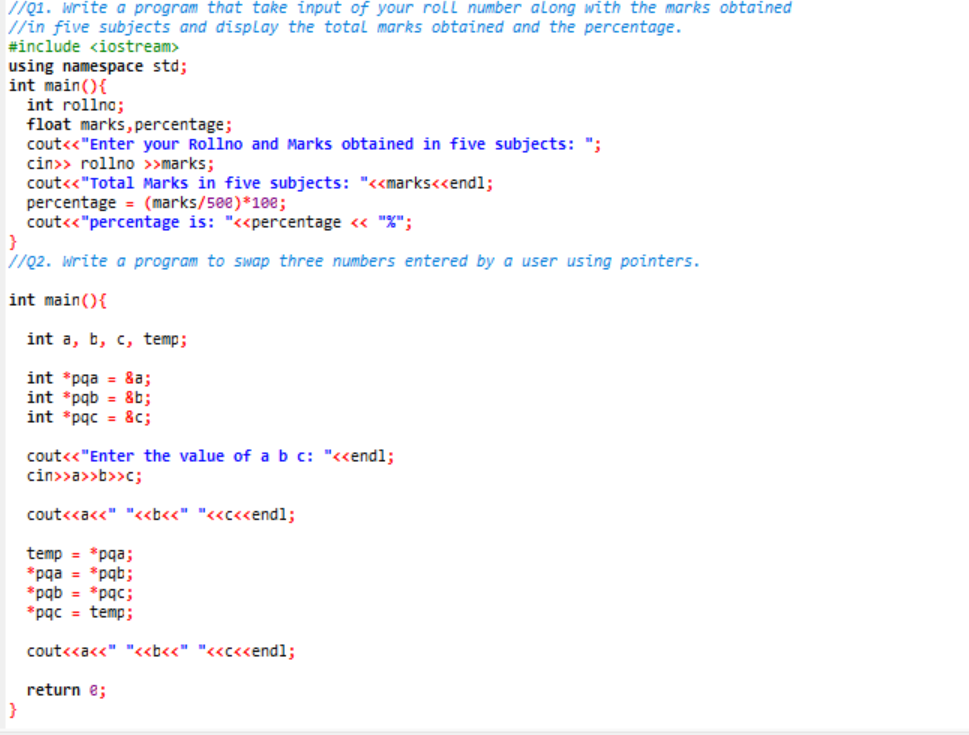 //Q1. Write a program that take input of your roll number along with the marks obtained
//in five subjects and display the total marks obtained and the percentage.
#include <iostream>
using namespace std;
int main(){
int rollno;
float marks,percentage;
cout<<"Enter your Rollno and Marks obtained in five subjects: ";
cin>> rollno >>marks;
cout<<"Total Marks in five subjects: "<<marks<<endl;
percentage = (marks/500)*100;
cout<<"percentage is: "<<percentage << "%";
}
//Q2. Write a program to swap three numbers entered by a user using pointers.
int main(){
int a, b, c, temp;
int *pqa = &a;
int *pqb = &b;
int *pqc = &c;
cout<<"Enter the value of a b c: "<<endl;
cin>>a>>b>>c;
cout<<a<<" "<<b<<" "<<c<<endl;
temp = *pqa;
*pqa = *pqb;
*pqb = *pqc;
*pqc = temp;
cout<<a<<" "<<b<<" "<<c<<endl;
return 0;
}